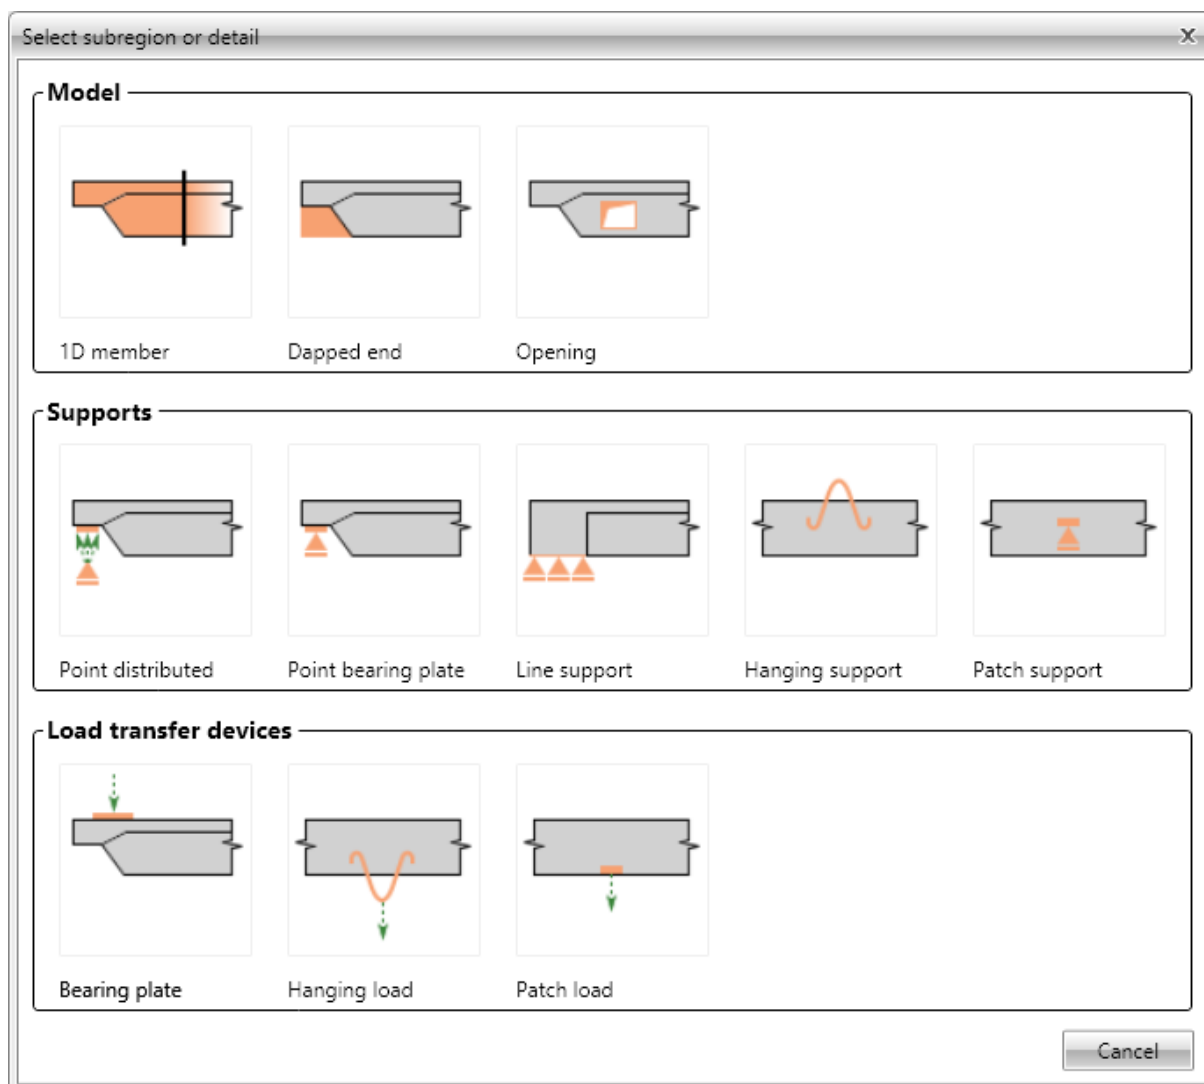 Select subregion or detail
Model
1D member Dapped end Opening
Supports
Point distributed Point bearing plate Line support Hanging support Patch support
Load transfer devices
Bearing plate Hanging load Patch load
Cancel